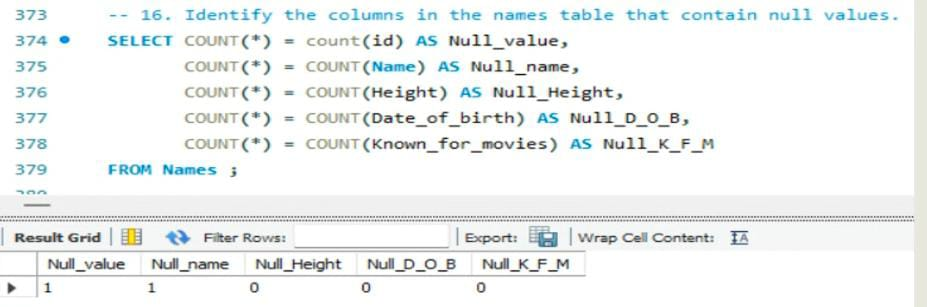 373 -- 16. Identify the columns in the names table that contain null values.
374 SELECT COUNT(*) = count(id) AS Null_value,
375 COUNT(*) = COUNT(Name) AS Null_name,
376 COUNT(*) = COUNT(Height) AS Null_Height,
377 COUNT(*) = COUNT(Date_of_birth) AS Null_D_O_B,
378 COUNT(*) = COUNT(Known_for_movies) AS Null_K_F_M
379 FROM Names ;
Result Grid Filter Rows: Export: Wrap Cell Content:
Null_value Null_name Null_Height Null_D_O_B Null_K_F_M
1 1 0 0 0